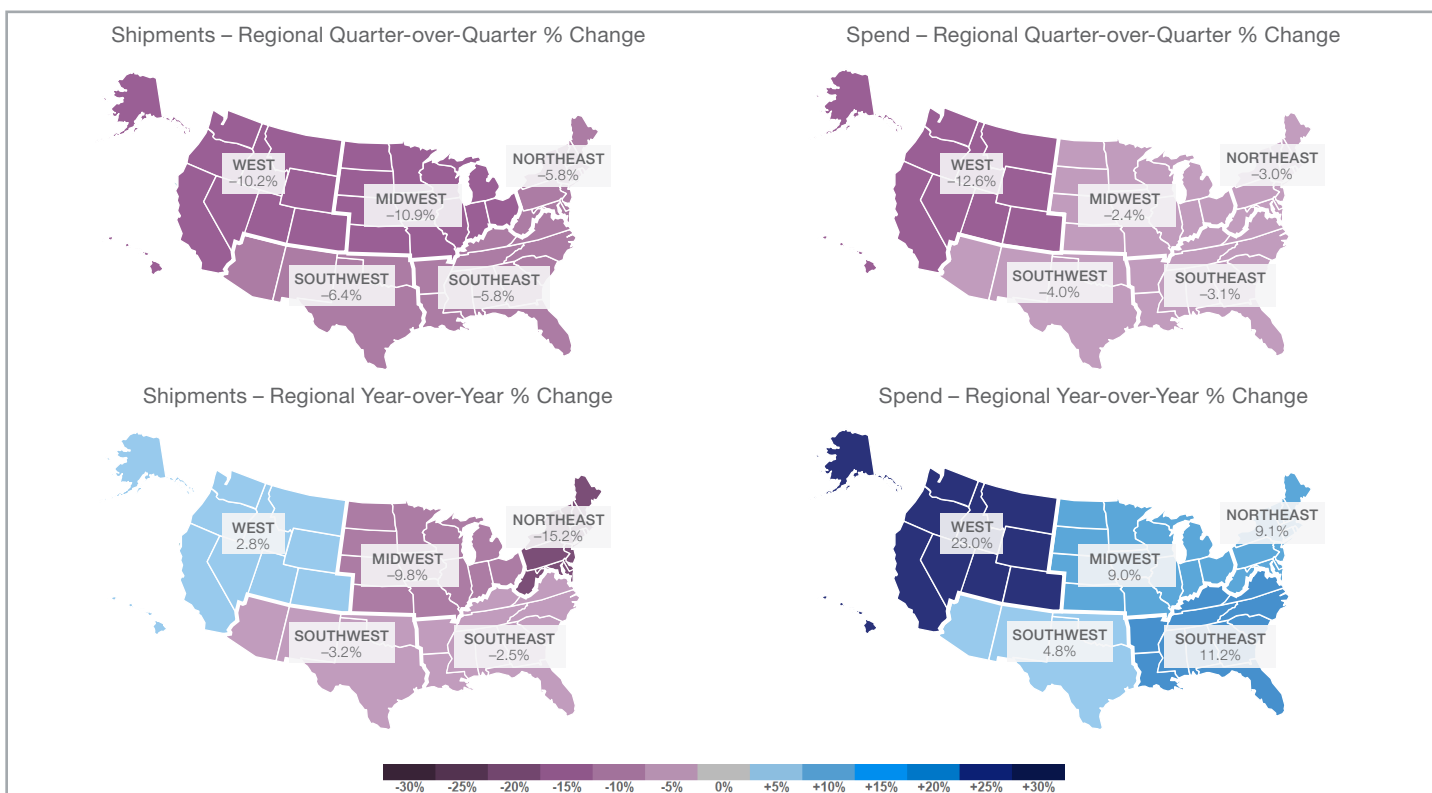 Shipments – Regional Quarter-over-Quarter % Change
WEST
–10.2%
MIDWEST
–10.9%
NORTHEAST
–5.8%
SOUTHWEST
–6.4%
SOUTHEAST
–5.8%
Spend – Regional Quarter-over-Quarter % Change
WEST
–12.6%
MIDWEST
–2.4%
NORTHEAST
–3.0%
SOUTHWEST
–4.0%
SOUTHEAST
–3.1%
Shipments – Regional Year-over-Year % Change
WEST
2.8%
MIDWEST
–9.8%
NORTHEAST
–15.2%
SOUTHWEST
–3.2%
SOUTHEAST
–2.5%
Spend – Regional Year-over-Year % Change
WEST
23.0%
MIDWEST
9.0%
NORTHEAST
9.1%
SOUTHWEST
4.8%
SOUTHEAST
11.2%
-30% -25% -20% -15% -10% -5% 0% +5% +10% +15% +20% +25% +30%